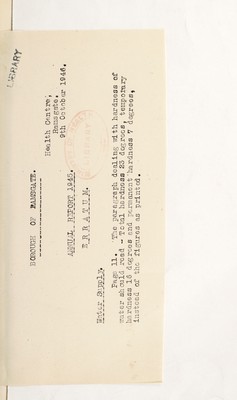 LIBRARY
BOROUGH OF RAMSGATE.
Health Centre,
Ramsgate,
9th October 1946.
ANNUAL REPORT 1945.
E R R A T U M.
Water Supply.
Page 11. The paragraph dealing with hardness of
water should read - Total hardness 23 degrees, temporary
hardness 16 degrees and permanent hardness 7 degrees,
instead of the figures as printed.